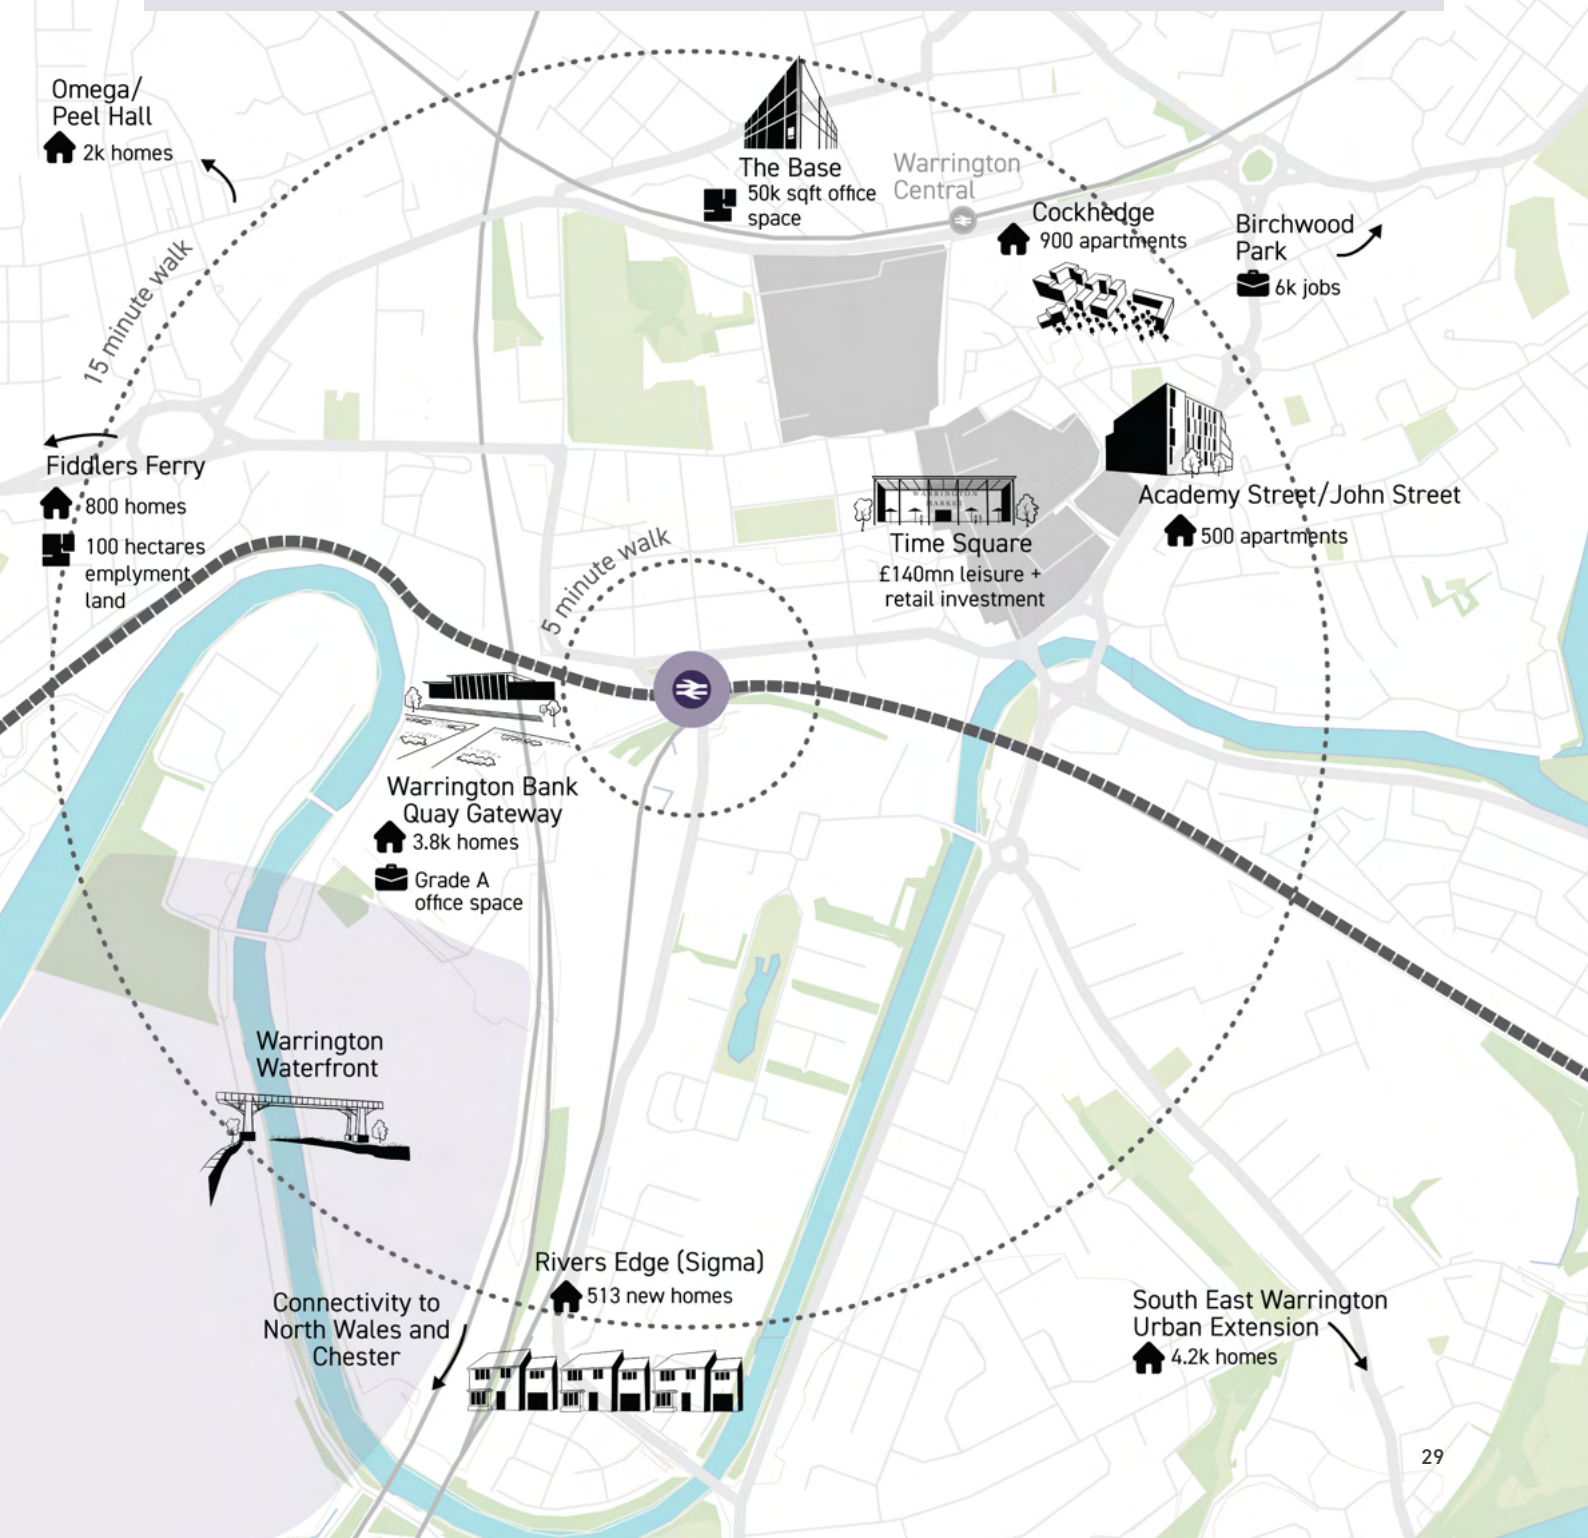 Omega/
Peel Hall
2k homes
The Base
50k sqft office
space
Warrington
Central
Cockhedge
900 apartments
Birchwood
Park
6k jobs
15 minute walk
Fiddlers Ferry
800 homes
100 hectares
emplyment
land
5 minute walk
WARRINGTON
MARKET
Time Square
£140mn leisure +
retail investment
Academy Street/John Street
500 apartments
Warrington Bank
Quay Gateway
3.8k homes
Grade A
office space
Warrington
Waterfront
Rivers Edge (Sigma)
513 new homes
Connectivity to
North Wales and
Chester
South East Warrington
Urban Extension
4.2k homes
29